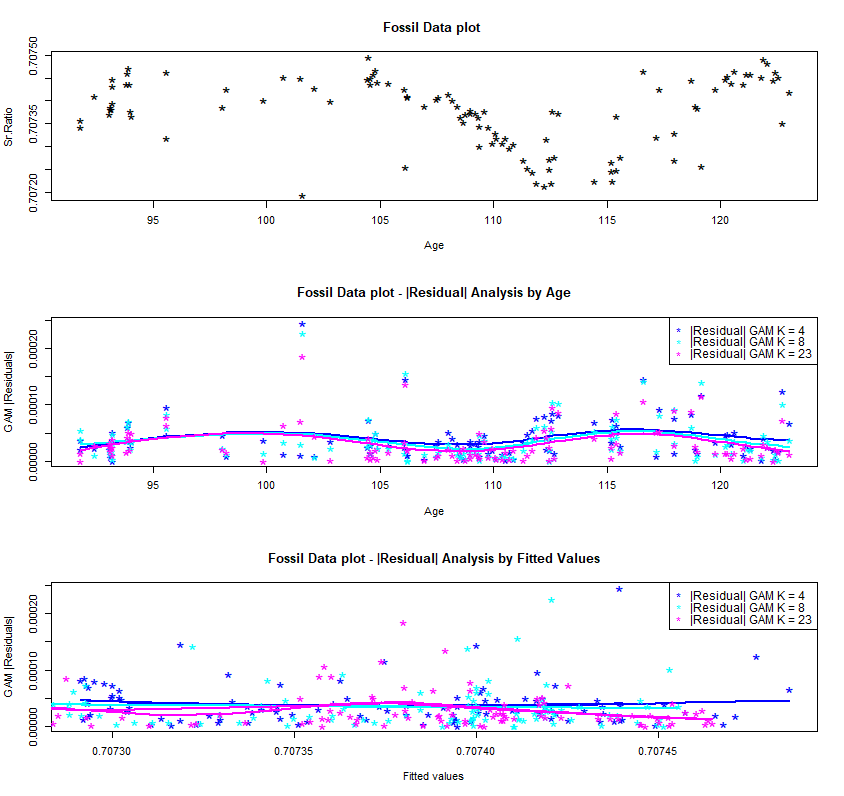 Fossil Data plot
Sr.Ratio
0.70720
0.70735
0.70750
95 100 105 110 115 120
Age
Fossil Data plot - |Residual| Analysis by Age
GAM |Residuals|
0.00000
0.00010
0.00020
* |Residual| GAM K = 4
* |Residual| GAM K = 8
* |Residual| GAM K = 23
95 100 105 110 115 120
Age
Fossil Data plot - |Residual| Analysis by Fitted Values
GAM |Residuals|
0.00000
0.00010
0.00020
* |Residual| GAM K = 4
* |Residual| GAM K = 8
* |Residual| GAM K = 23
0.70730 0.70735 0.70740 0.70745
Fitted values